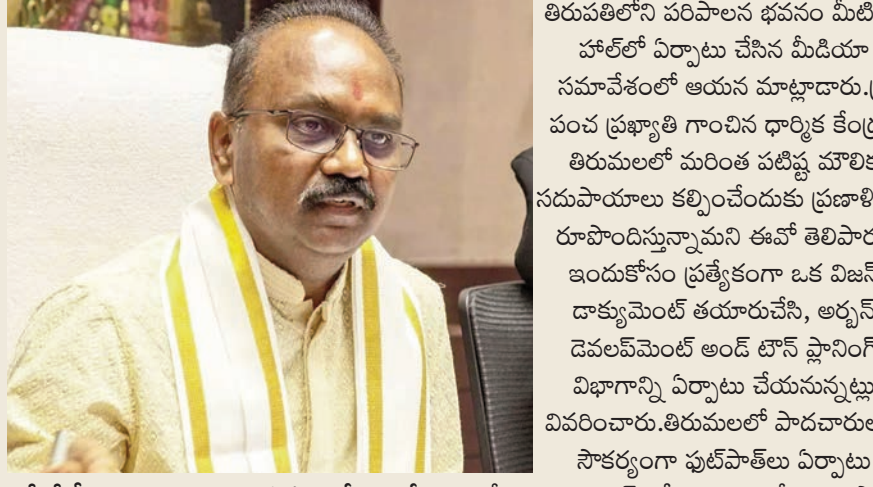 తిరుపతిలోని పరిపాలన భవనం మీటి
హాల్‌లో ఏర్పాటు చేసిన మీడియా
సమావేశంలో ఆయన మాట్లాడారు.ప్ర
పంచ ప్రఖ్యాతి గాంచిన ధార్మిక కేంద్ర
తిరుమలలో మరింత పటిష్ట మౌలిక
సదుపాయాలు కల్పించేందుకు ప్రణాళి
రూపొందిస్తున్నామని ఈవో తెలిపార
ఇందుకోసం ప్రత్యేకంగా ఒక విజన్
డాక్యుమెంట్ తయారుచేసి, అర్బన్
డెవలప్‌మెంట్ అండ్ టౌన్ ప్లానింగ్
విభాగాన్ని ఏర్పాటు చేయనున్నట్లు
వివరించారు.తిరుమలలో పాదచారుల
సౌకర్యంగా ఫుట్‌పాత్‌లు ఏర్పాటు